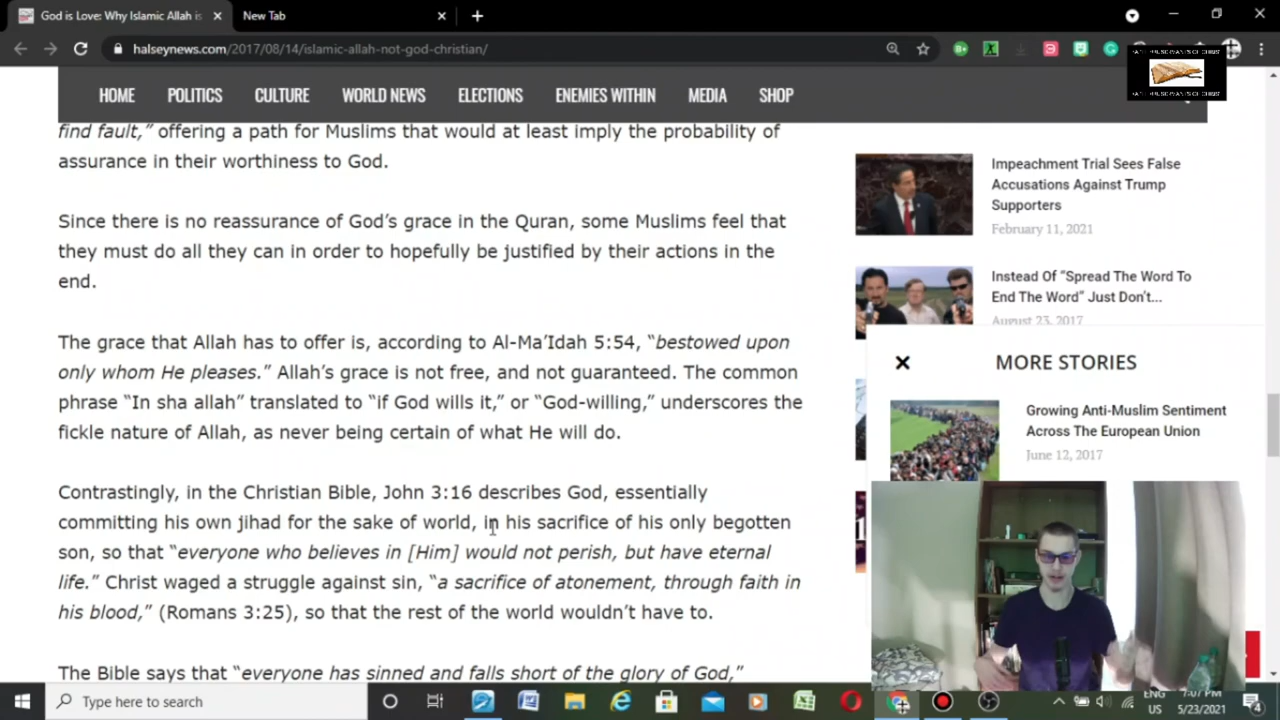 God is Love: Why Islamic Allah is
New Tab
halseynews.com/2017/08/14/islamic-allah-not-god-christian/
HOME POLITICS CULTURE WORLD NEWS ENEMIES WITHIN MEDIA SHOP
find fault,” offering a path for Muslims that would at least imply the probability of
assurance in their worthiness to God.
Since there is no reassurance of God’s grace in the Quran, some Muslims feel that
they must do all they can in order to hopefully be justified by their actions in the
end.
The grace that Allah has to offer is, according to Al-Ma’Idah 5:54, “bestowed upon
only whom He pleases.” Allah’s grace is not free, and not guaranteed. The common
phrase “In sha allah” translated to “if God wills it,” or “God-willing,” underscores the
fickle nature of Allah, as never being certain of what He will do.
Contrastingly, in the Christian Bible, John 3:16 describes God, essentially
committing his own jihad for the sake of world, in his sacrifice of his only begotten
son, so that “everyone who believes in [Him] would not perish, but have eternal
life.” Christ waged a struggle against sin, “a sacrifice of atonement, through faith in
his blood,” (Romans 3:25), so that the rest of the world wouldn’t have to.
The Bible says that “everyone has sinned and falls short of the glory of God,”
Impeachment Trial Sees False
Accusations Against Trump
Supporters
February 11, 2021
Instead Of “Spread The Word To
End The Word” Just Don’t...
August 23, 2017
MORE STORIES
Growing Anti-Muslim Sentiment
Across The European Union
June 12, 2017
Type here to search
ENG
US
7:07 PM
5/23/2021
4